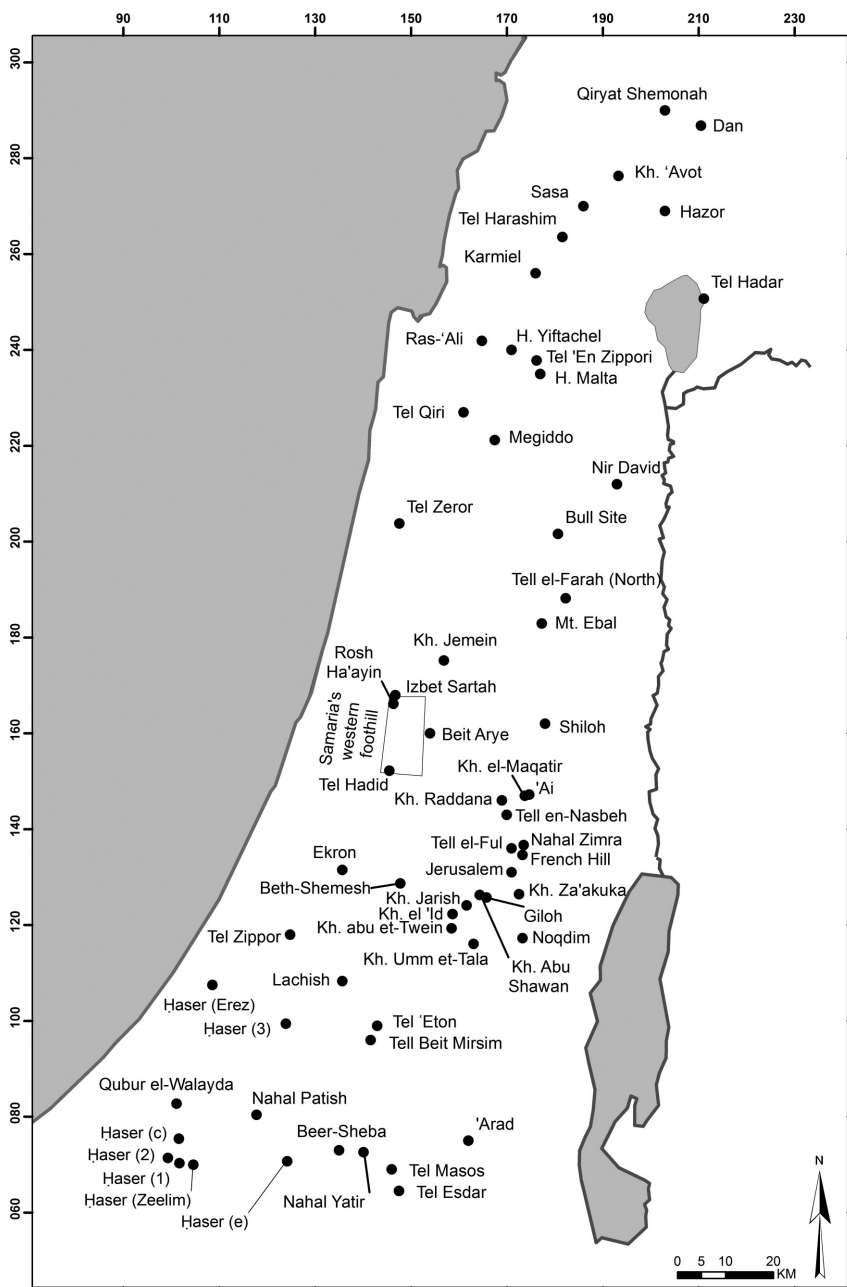 90 110 130 150 170 190 210 230
300
280
260
240
220
200
180
160
140
120
100
080
060
Qiryat Shemonah
Dan
Kh. ‘Avot
Sasa
Hazor
Tel Harashim
Karmiel
Tel Hadar
Ras-‘Ali
H. Yiftachel
Tel 'En Zippori
H. Malta
Tel Qiri
Megiddo
Nir David
Tel Zeror
Bull Site
Tell el-Farah (North)
Mt. Ebal
Kh. Jemein
Rosh
Ha'ayin
Izbet Sartah
Samaria's
western
foothill
Shiloh
Beit Arye
Kh. el-Maqatir
'Ai
Tel Hadid
Kh. Raddana
Tell en-Nasbeh
Tell el-Ful
Nahal Zimra
French Hill
Ekron
Jerusalem
Beth-Shemesh
Kh. Za'akuka
Kh. Jarish
Kh. el 'Id
Giloh
Kh. abu et-Twein
Tel Zippor
Noqdim
Kh. Umm et-Tala
Kh. Abu
Shawan
Lachish
Ḥaser (Erez)
Ḥaser (3)
Tel 'Eton
Tell Beit Mirsim
Qubur el-Walayda
Nahal Patish
'Arad
Ḥaser (c)
Beer-Sheba
Ḥaser (2)
Ḥaser (1)
Tel Masos
Ḥaser (Zeelim)
Nahal Yatir
Tel Esdar
Ḥaser (e)
N
0 5 10 20
KM